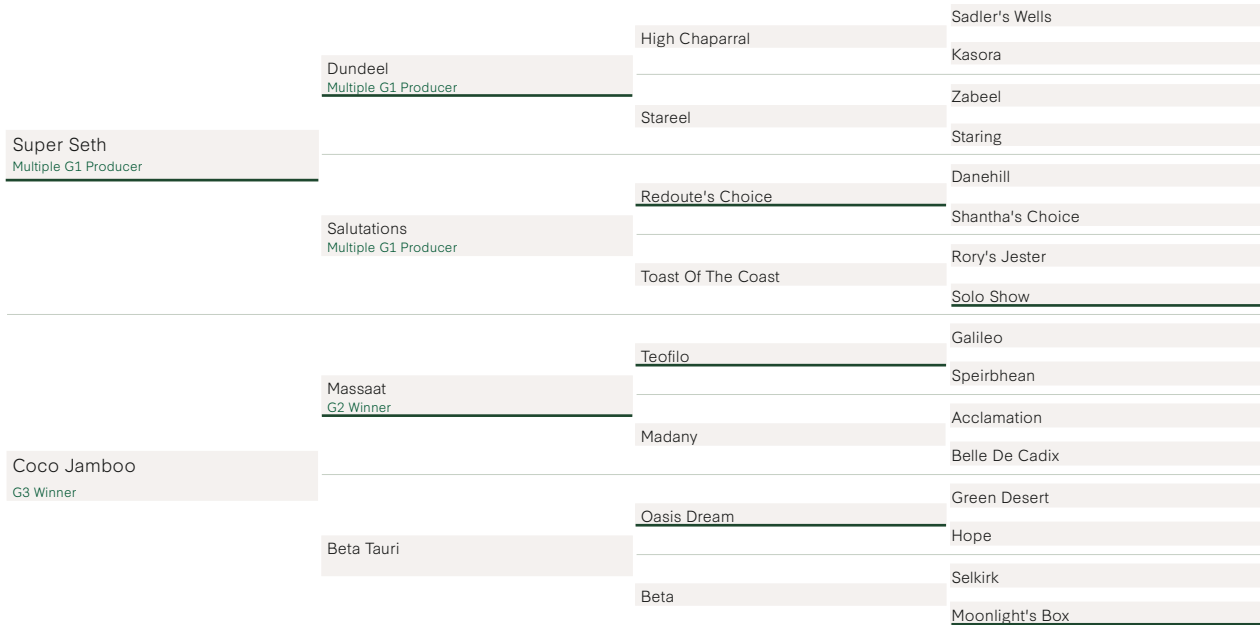 Super Seth
Multiple G1 Producer
Coco Jamboo
G3 Winner
Dundeel
Multiple G1 Producer
Salutations
Multiple G1 Producer
Massaat
G2 Winner
Beta Tauri
High Chaparral
Stareel
Redoute's Choice
Toast Of The Coast
Teofilo
Madany
Oasis Dream
Beta
Sadler's Wells
Kasora
Zabeel
Staring
Danehill
Shantha's Choice
Rory's Jester
Solo Show
Galileo
Speirbhean
Acclamation
Belle De Cadix
Green Desert
Hope
Selkirk
Moonlight's Box